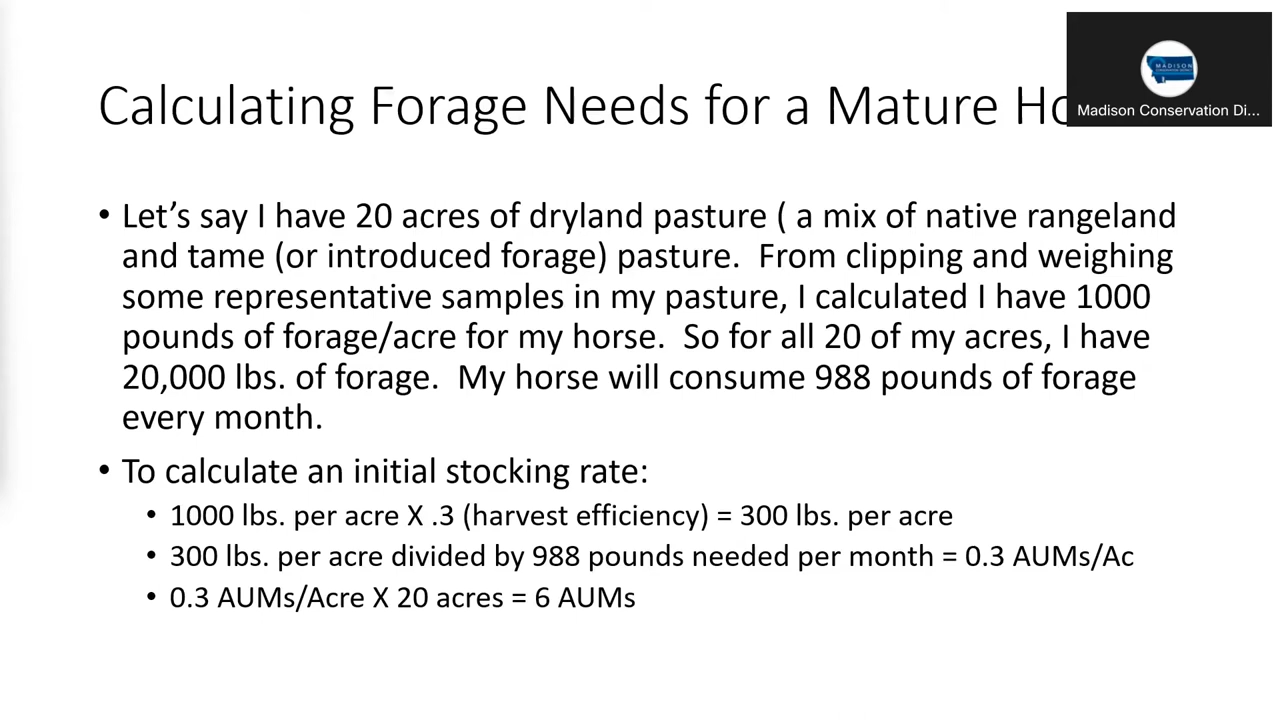 Calculating Forage Needs for a Mature
MADISON
Madison Conservation Di...
• Let’s say I have 20 acres of dryland pasture ( a mix of native rangeland
and tame (or introduced forage) pasture.  From clipping and weighing
some representative samples in my pasture, I calculated I have 1000
pounds of forage/acre for my horse.  So for all 20 of my acres, I have
20,000 lbs. of forage.  My horse will consume 988 pounds of forage
every month.
• To calculate an initial stocking rate:
• 1000 lbs. per acre X .3 (harvest efficiency) = 300 lbs. per acre
• 300 lbs. per acre divided by 988 pounds needed per month = 0.3 AUMs/Ac
• 0.3 AUMs/Acre X 20 acres = 6 AUMs